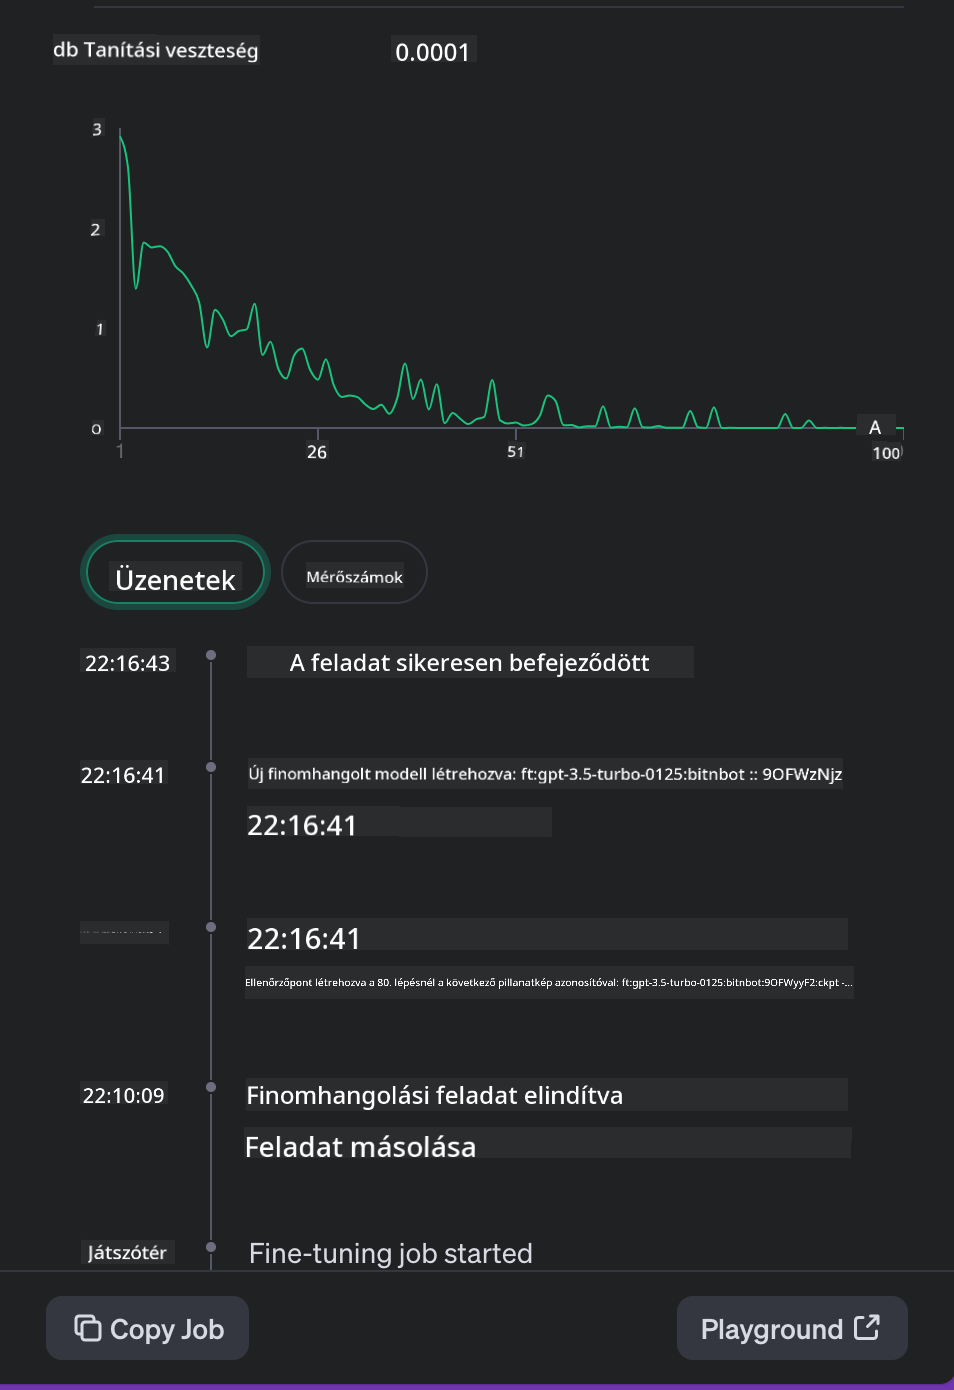 db Tanítási veszteség 0.0001
3
2
1
0
1 26 51 100
A
Üzenetek Mérőszámok
22:16:43 A feladat sikeresen befejeződött
22:16:41 Új finomhangolt modell létrehozva: ft:gpt-3.5-turbo-0125:bitnbot :: 9OFWzNjz
22:16:41
22:16:41
Ellenőrzőpont létrehozva a 80. lépésnél a következő pillanatkép azonosítóval: ft:gpt-3.5-turbo-0125:bitnbot:9OFWyyF2:ckpt -...
22:10:09 Finomhangolási feladat elindítva
Feladat másolása
Játszótér Fine-tuning job started
Copy Job Playground